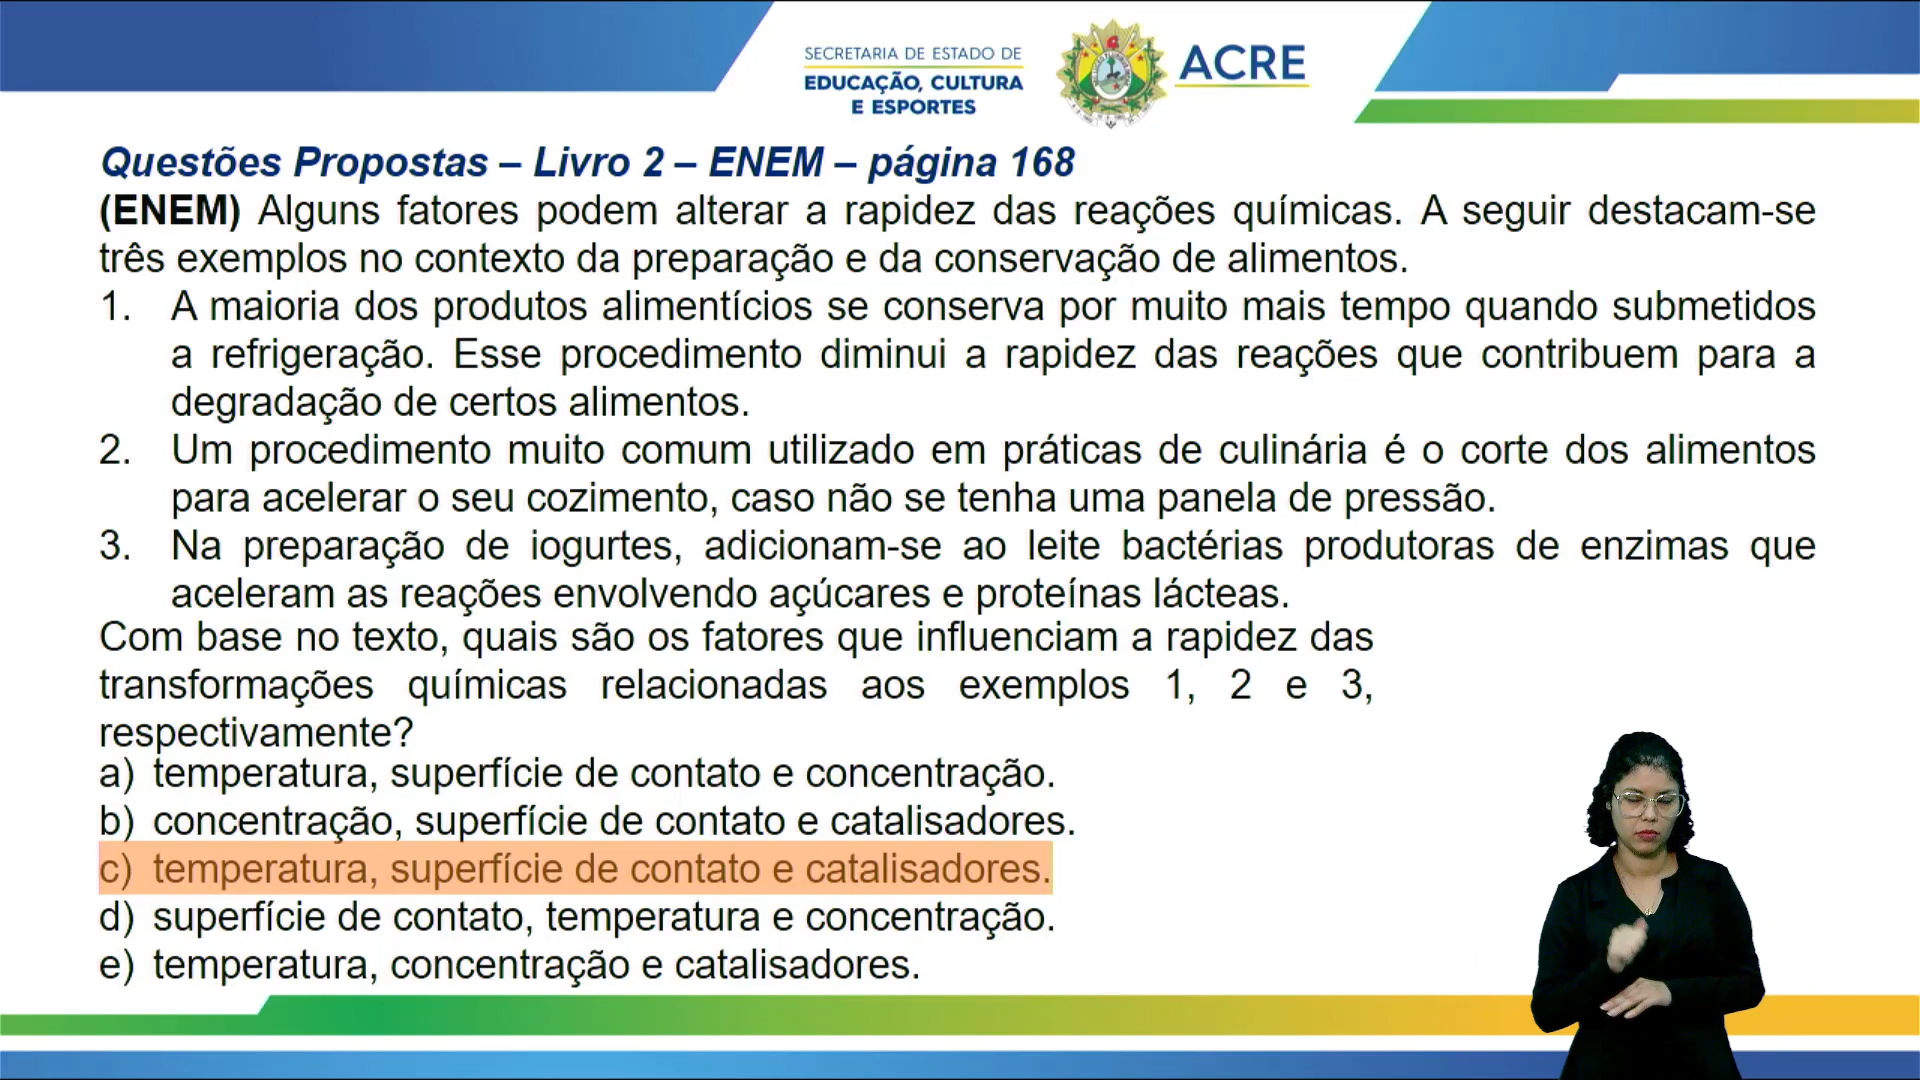 SECRETARIA DE ESTADO DE
EDUCAÇÃO, CULTURA
E ESPORTES
ACRE
Questões Propostas – Livro 2 – ENEM – página 168
(ENEM) Alguns fatores podem alterar a rapidez das reações químicas. A seguir destacam-se
três exemplos no contexto da preparação e da conservação de alimentos.
1. A maioria dos produtos alimentícios se conserva por muito mais tempo quando submetidos
a refrigeração. Esse procedimento diminui a rapidez das reações que contribuem para a
degradação de certos alimentos.
2. Um procedimento muito comum utilizado em práticas de culinária é o corte dos alimentos
para acelerar o seu cozimento, caso não se tenha uma panela de pressão.
3. Na preparação de iogurtes, adicionam-se ao leite bactérias produtoras de enzimas que
aceleram as reações envolvendo açúcares e proteínas lácteas.
Com base no texto, quais são os fatores que influenciam a rapidez das
transformações químicas relacionadas aos exemplos 1, 2 e 3,
respectivamente?
a) temperatura, superfície de contato e concentração.
b) concentração, superfície de contato e catalisadores.
c) temperatura, superfície de contato e catalisadores.
d) superfície de contato, temperatura e concentração.
e) temperatura, concentração e catalisadores.